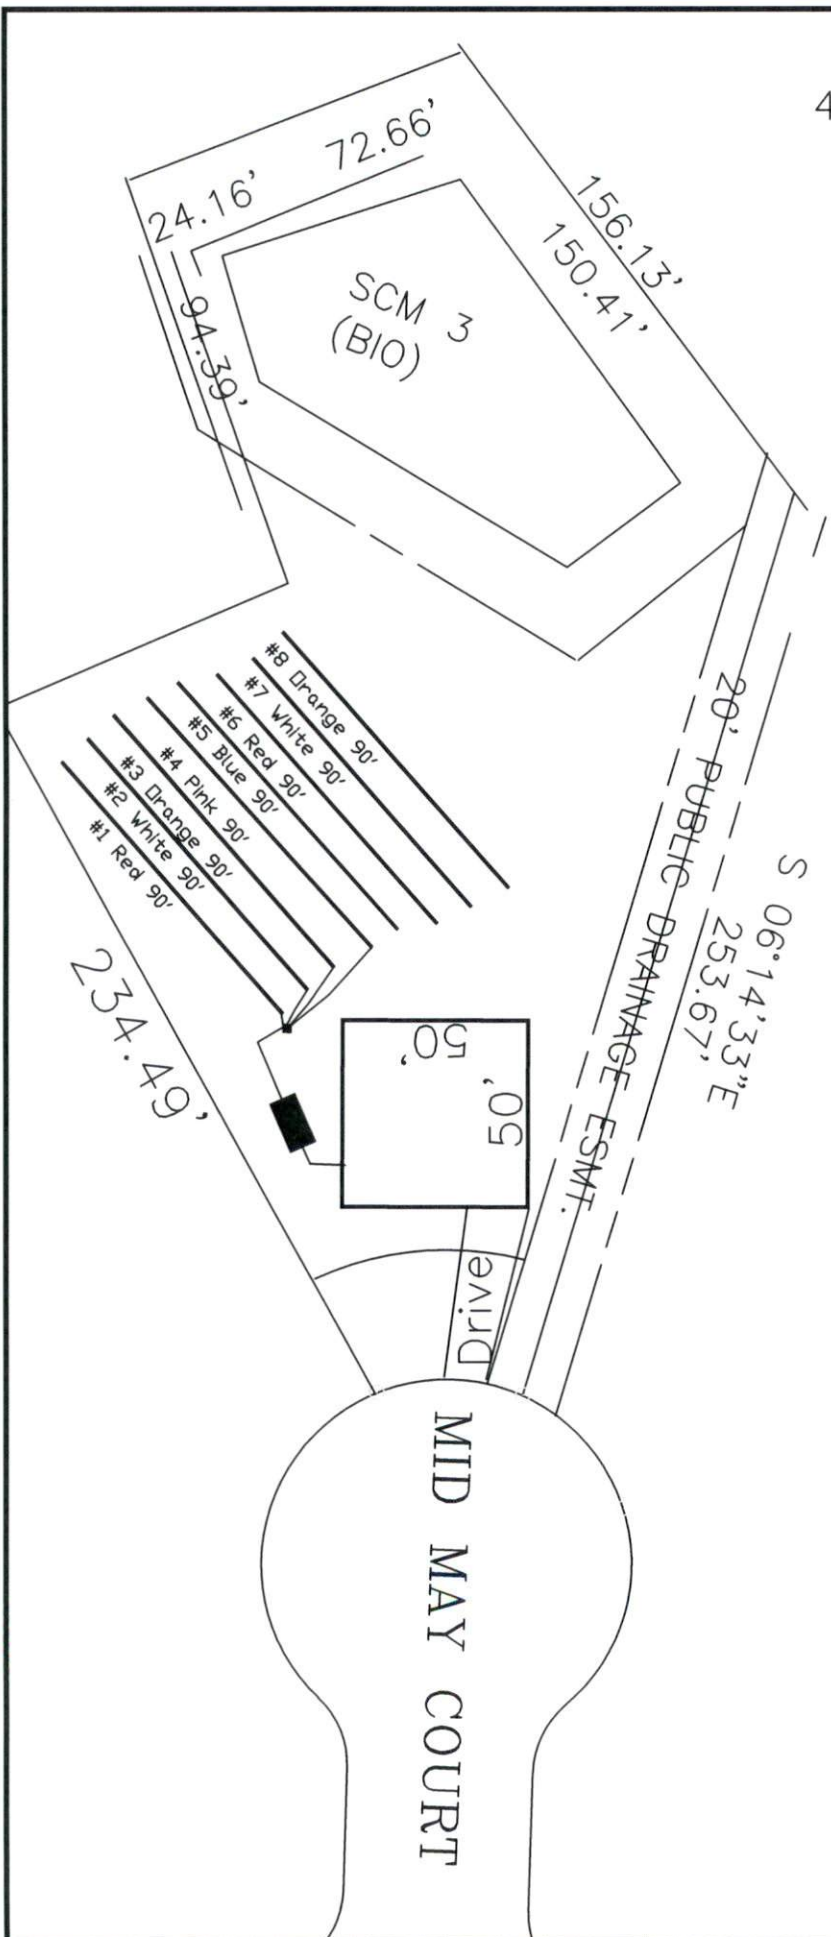 4
72.66'
24.16'
156.13'
150.41'
94.39'
SCM 3
(BIO)
#8 Orange 90'
#7 White 90'
#6 Red 90'
#5 Blue 90'
#4 Pink 90'
#3 Orange 90'
#2 White 90'
#1 Red 90'
20' PUBLIC DRAINAGE ESMT.
S 06°14'33"E
253.67'
234.49'
50'
50'
Drive
MID MAY COURT